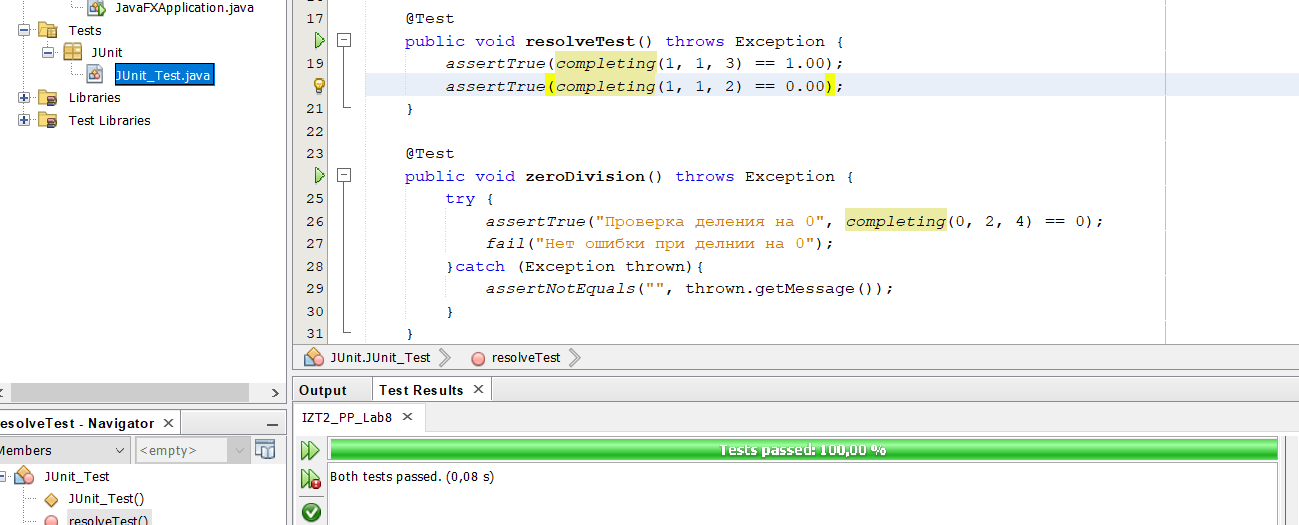 JavaFXApplication.java
Tests
JUnit
JUnit_Test.java
Libraries
Test Libraries
17 @Test
public void resolveTest() throws Exception {
19 assertTrue(completing(1, 1, 3) == 1.00);
assertTrue(completing(1, 1, 2) == 0.00);
21 }
22
23 @Test
public void zeroDivision() throws Exception {
25 try {
26 assertTrue("Проверка деления на 0", completing(0, 2, 4) == 0);
27 fail("Нет ошибки при делнии на 0");
28 }catch (Exception thrown){
29 assertNotEquals("", thrown.getMessage());
30 }
31 }
JUnit.JUnit_Test resolveTest
Output Test Results
IZT2_PP_Lab8
Tests passed: 100,00 %
Both tests passed. (0,08 s)
esolveTest - Navigator
Members <empty>
JUnit_Test
JUnit_Test()
resolveTest()